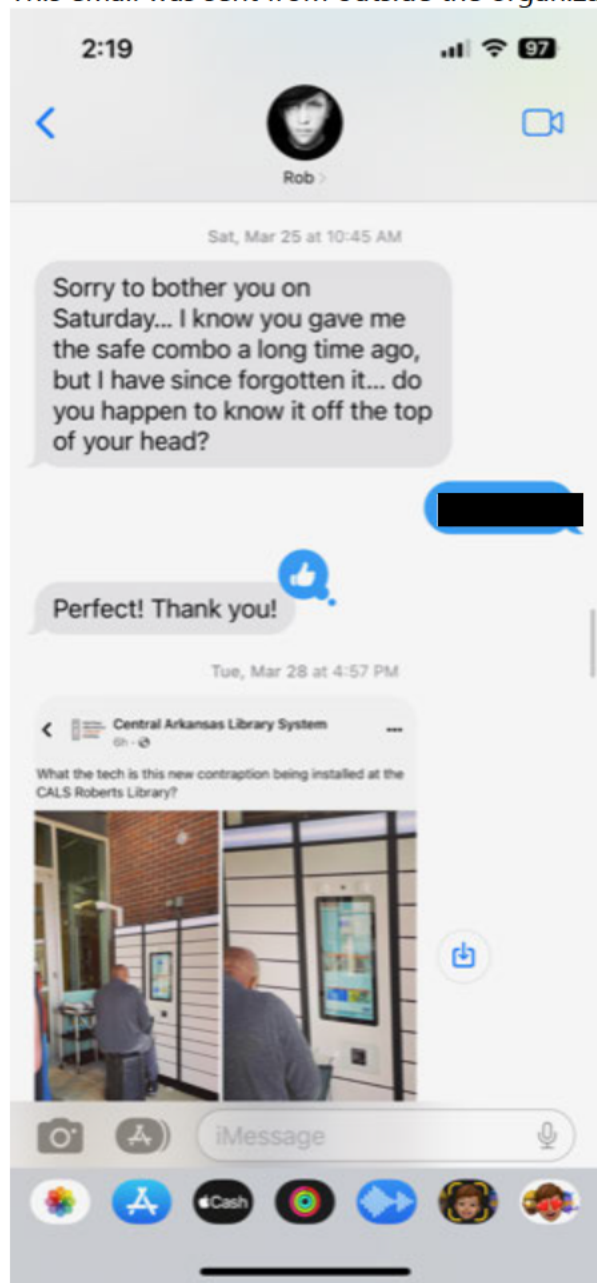 This email was sent from outside the organiza
2:19
97
Rob
Sat, Mar 25 at 10:45 AM
Sorry to bother you on
Saturday... I know you gave me
the safe combo a long time ago,
but I have since forgotten it... do
you happen to know it off the top
of your head?
Perfect! Thank you!
Tue, Mar 28 at 4:57 PM
Central Arkansas Library System
6h
What the tech is this new contraption being installed at the
CALS Roberts Library?
iMessage
Cash